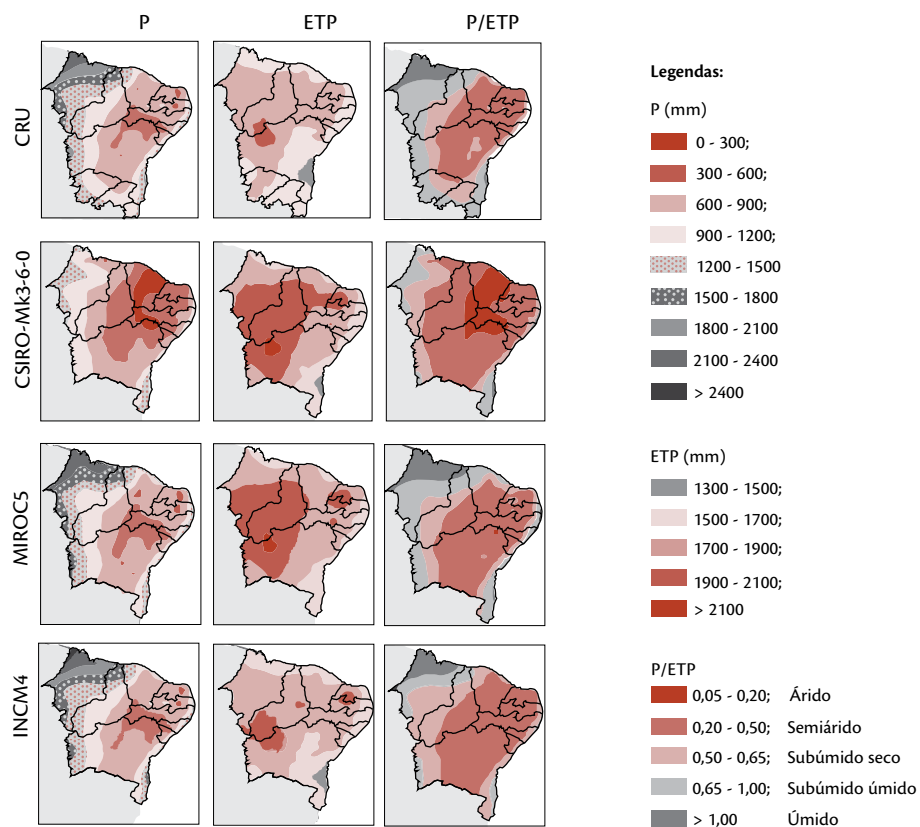 P
ETP
P/ETP
CRU
CSIRO-Mk3-6-0
MIROC5
INCM4
Legendas:
P (mm)
0 - 300;
300 - 600;
600 - 900;
900 - 1200;
1200 - 1500
1500 - 1800
1800 - 2100
2100 - 2400
> 2400
ETP (mm)
1300 - 1500;
1500 - 1700;
1700 - 1900;
1900 - 2100;
> 2100
P/ETP
0,05 - 0,20; Árido
0,20 - 0,50; Semiárido
0,50 - 0,65; Subúmido seco
0,65 - 1,00; Subúmido úmido
> 1,00 Úmido